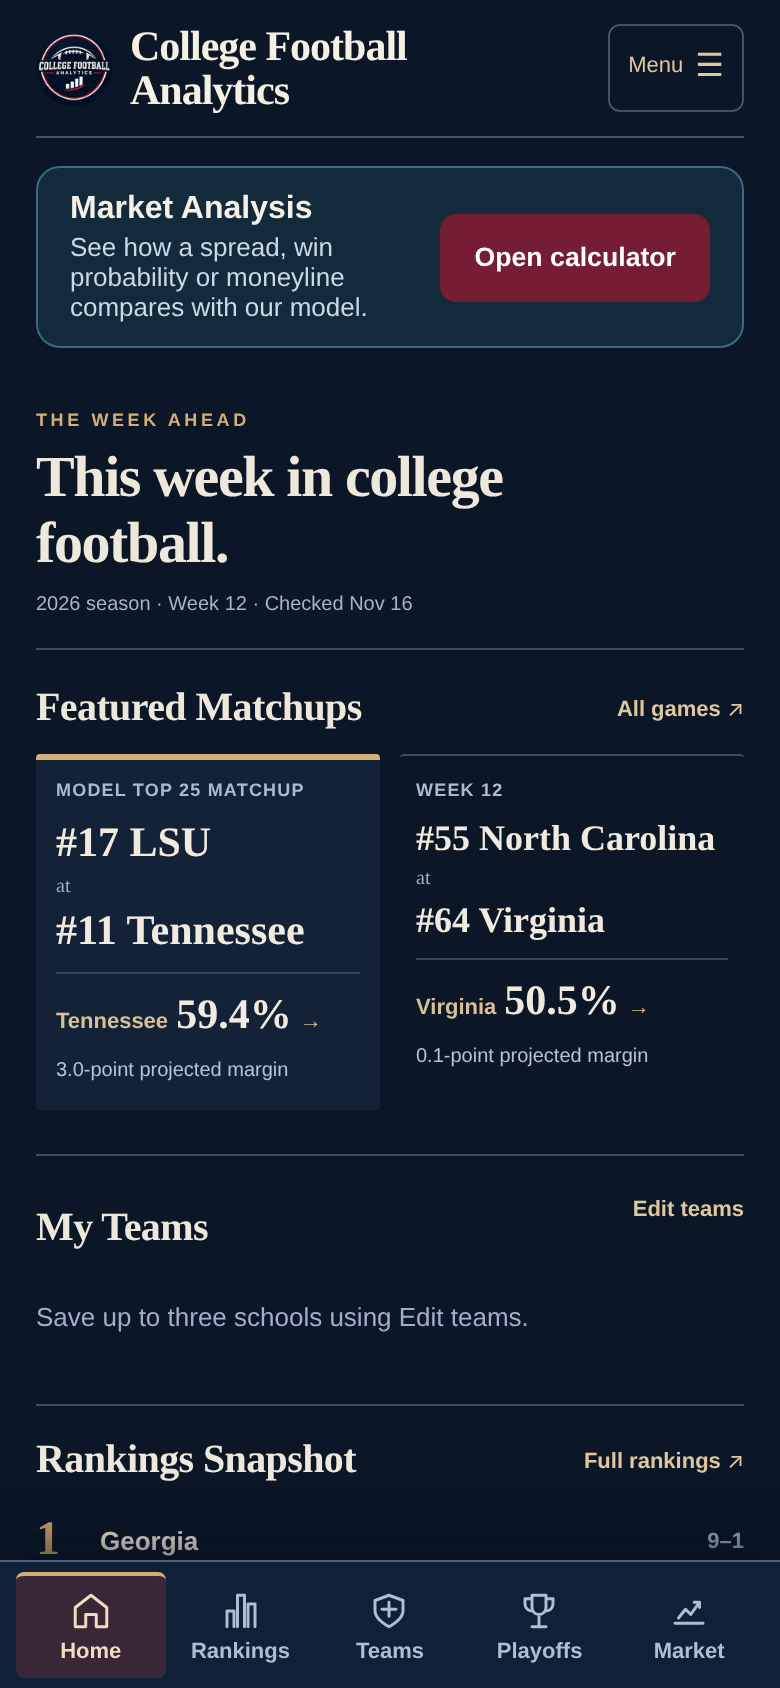 COLLEGE FOOTBALL
ANALYTICS
College Football
Analytics
Menu
Market Analysis
See how a spread, win
probability or moneyline
compares with our model.
Open calculator
THE WEEK AHEAD
This week in college
football.
2026 season · Week 12 · Checked Nov 16
Featured Matchups
All games ↗
MODEL TOP 25 MATCHUP
#17 LSU
at
#11 Tennessee
Tennessee 59.4% →
3.0-point projected margin
WEEK 12
#55 North Carolina
at
#64 Virginia
Virginia 50.5% →
0.1-point projected margin
My Teams
Edit teams
Save up to three schools using Edit teams.
Rankings Snapshot
Full rankings ↗
1 Georgia 9–1
Home
Rankings
Teams
Playoffs
Market